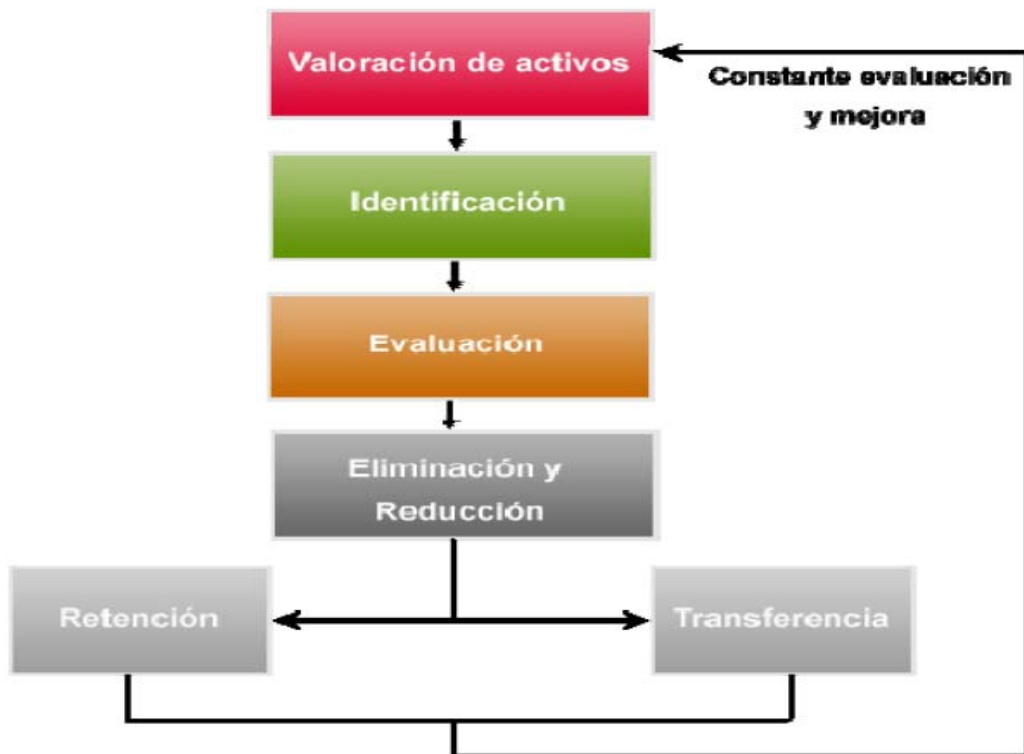 Valoración de activos
Constante evaluación
y mejora
Identificación
Evaluación
Eliminación y
Reducción
Retención
Transferencia